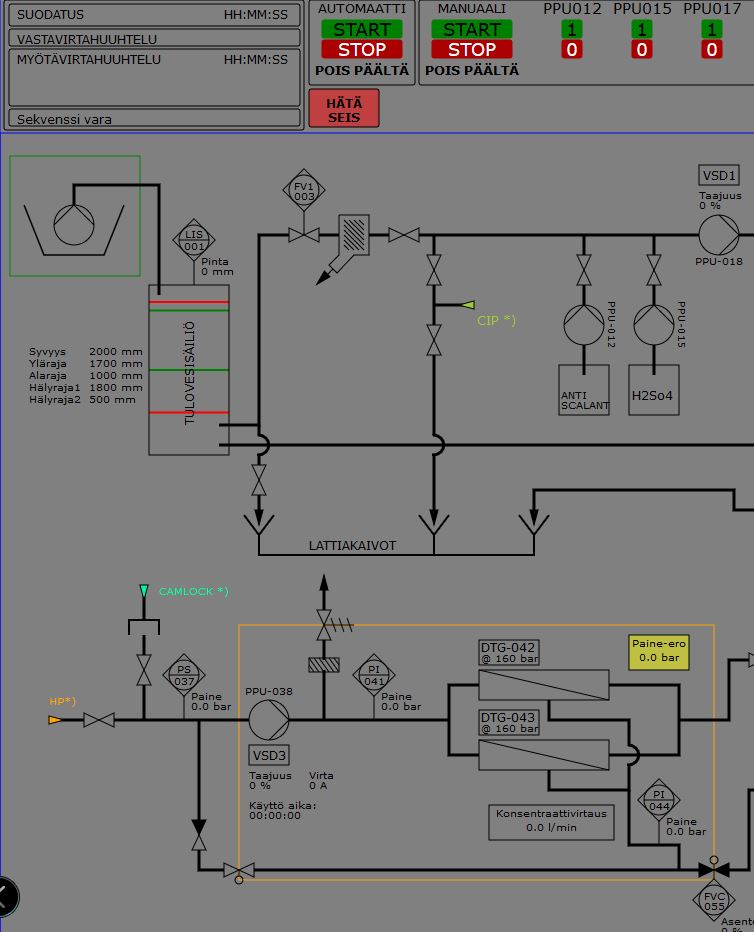 SUODATUS HH:MM:SS
VASTAVIRTAHUUHTELU
MYÖTÄVIRTAHUUHTELU HH:MM:SS
Sekvenssi vara
AUTOMAATTI
START
STOP
POIS PÄÄLTÄ
HÄTÄ
SEIS
MANUAALI
START
STOP
POIS PÄÄLTÄ
PPU012 PPU015 PPU017
1 1 1
0 0 0
VSD1
Taajuus
0 %
PPU-018
FV1
003
LIS
001
Pinta
0 mm
CIP *)
PPU-012
PPU-015
ANTI
SCALANT
H2So4
TULOVESISÄILIÖ
Syvyys 2000 mm
Yläraja 1700 mm
Alaraja 1000 mm
Hälyraja1 1800 mm
Hälyraja2 500 mm
LATTIAKAIVOT
CAMLOCK *)
PS
037
Paine
0.0 bar
HP*)
PPU-038
VSD3
Taajuus
0 %
Virta
0 A
Käyttö aika:
00:00:00
PI
041
Paine
0.0 bar
DTG-042
@ 160 bar
DTG-043
@ 160 bar
Paine-ero
0.0 bar
Konsentraattivirtaus
0.0 l/min
PI
044
Paine
0.0 bar
FVC
055
Asento
0 %